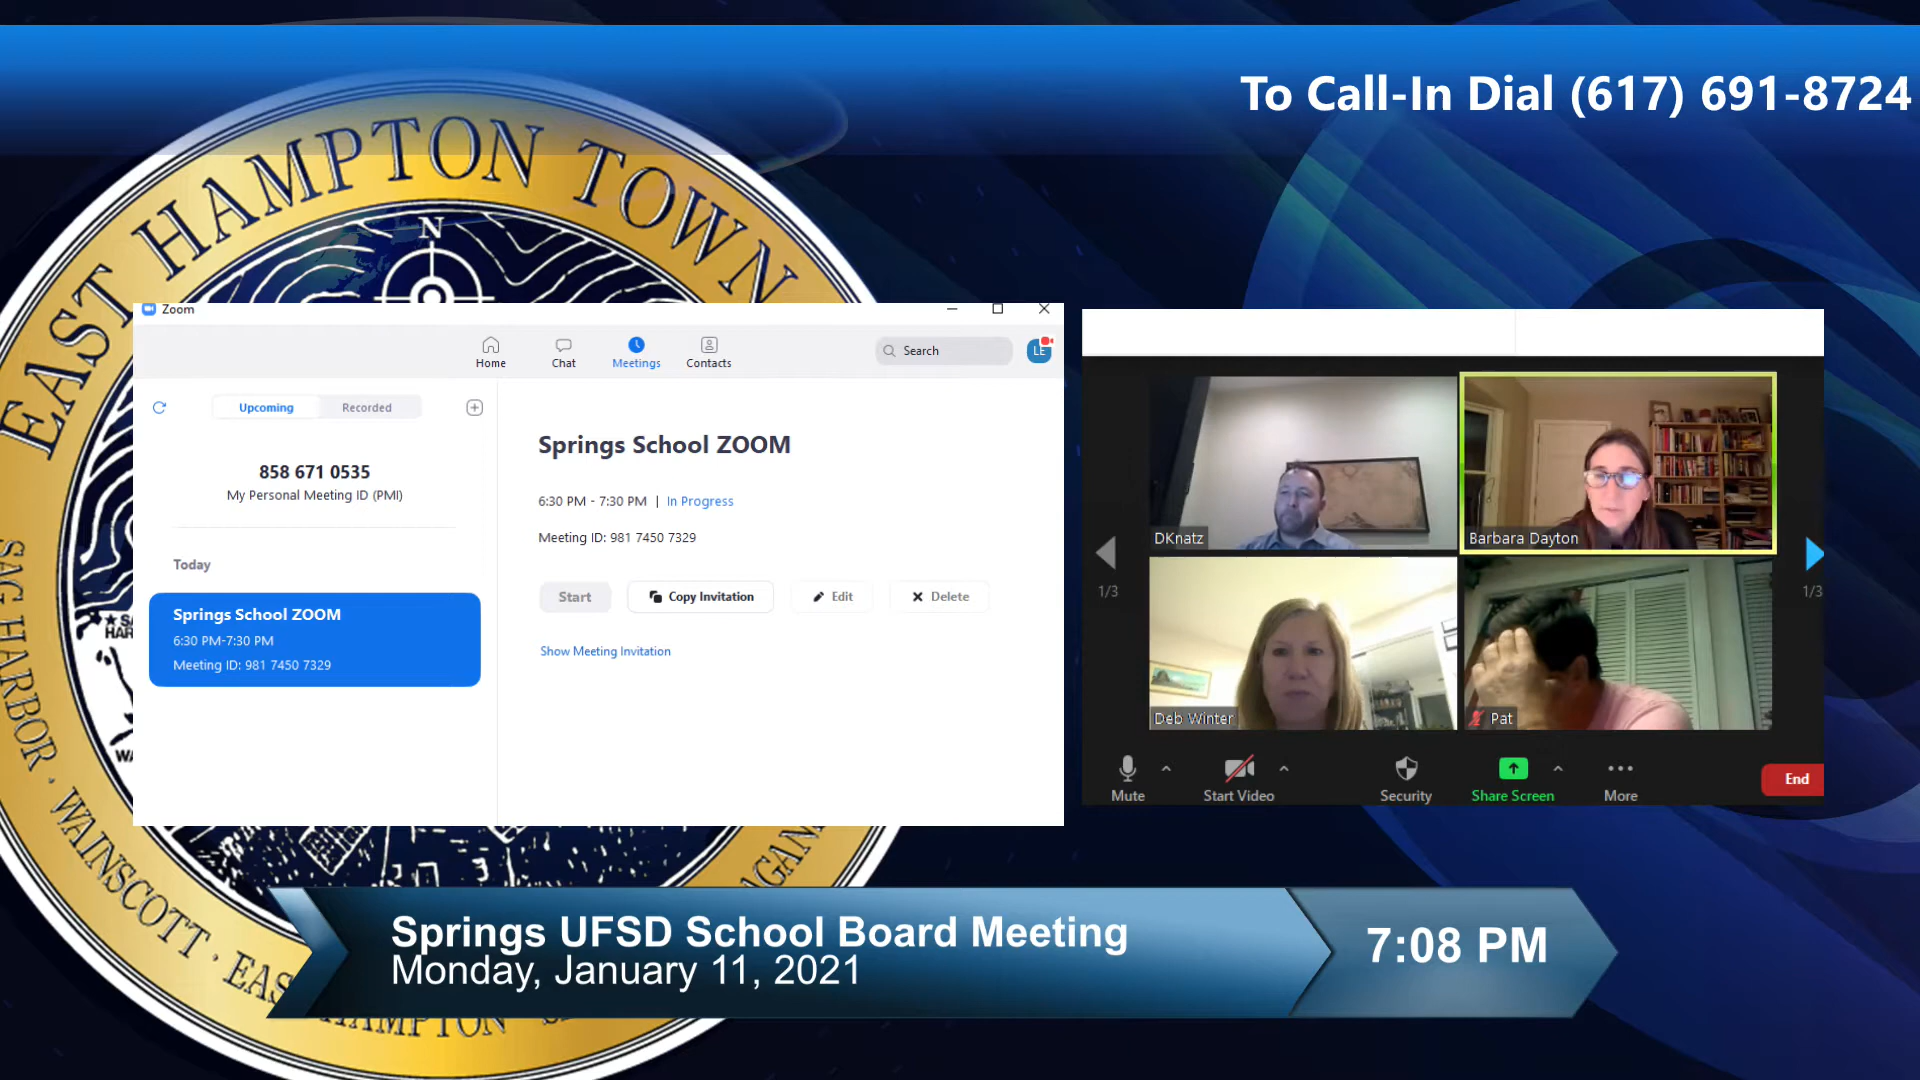 To Call-In Dial (617) 691-8724
EAST HAMPTON TOWN
N
SAG HARBOR · WAINSCOTT · EAS
HAMPTON
Zoom
Home
Chat
Meetings
Contacts
Search
LE
Upcoming
Recorded
858 671 0535
My Personal Meeting ID (PMI)
Today
Springs School ZOOM
6:30 PM-7:30 PM
Meeting ID: 981 7450 7329
Springs School ZOOM
6:30 PM - 7:30 PM | In Progress
Meeting ID: 981 7450 7329
Start
Copy Invitation
Edit
Delete
Show Meeting Invitation
DKnatz
Barbara Dayton
1/3
1/3
Deb Winter
Pat
Mute
Start Video
Security
Share Screen
More
End
Springs UFSD School Board Meeting
Monday, January 11, 2021
7:08 PM